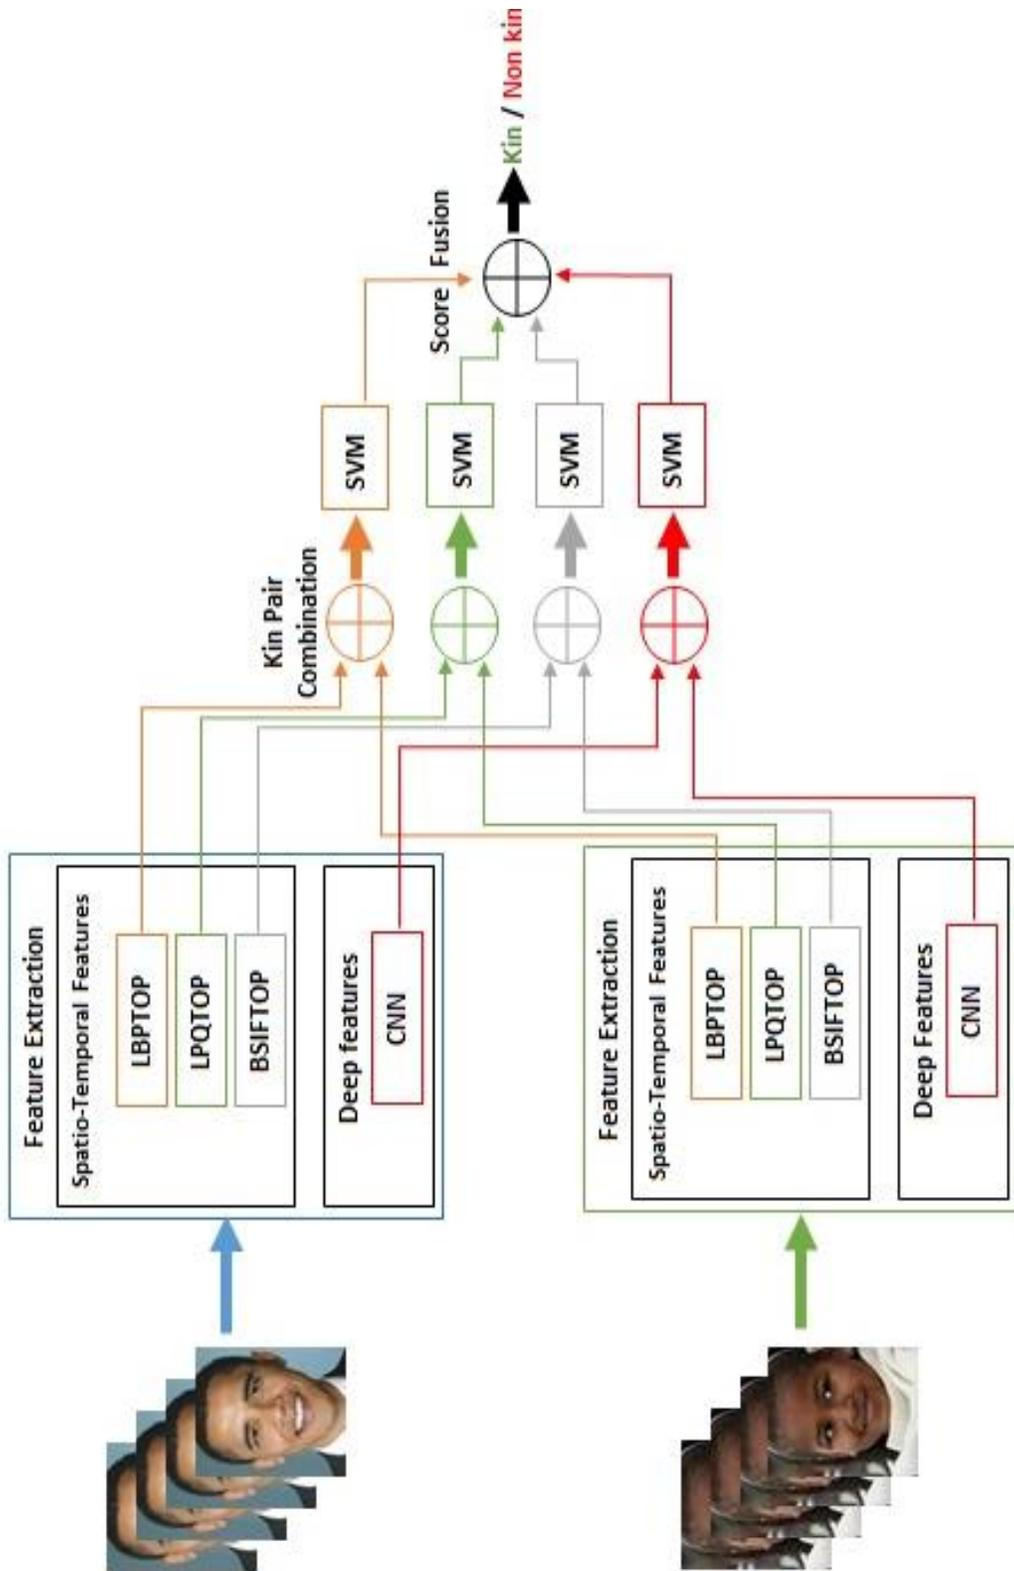 Feature Extraction
Spatio-Temporal Features
LBPTOP
LPQTOP
BSIFTOP
Deep features
CNN
Feature Extraction
Spatio-Temporal Features
LBPTOP
LPQTOP
BSIFTOP
Deep Features
CNN
Kin Pair
Combination
SVM
SVM
SVM
SVM
Score Fusion
Kin / Non kin